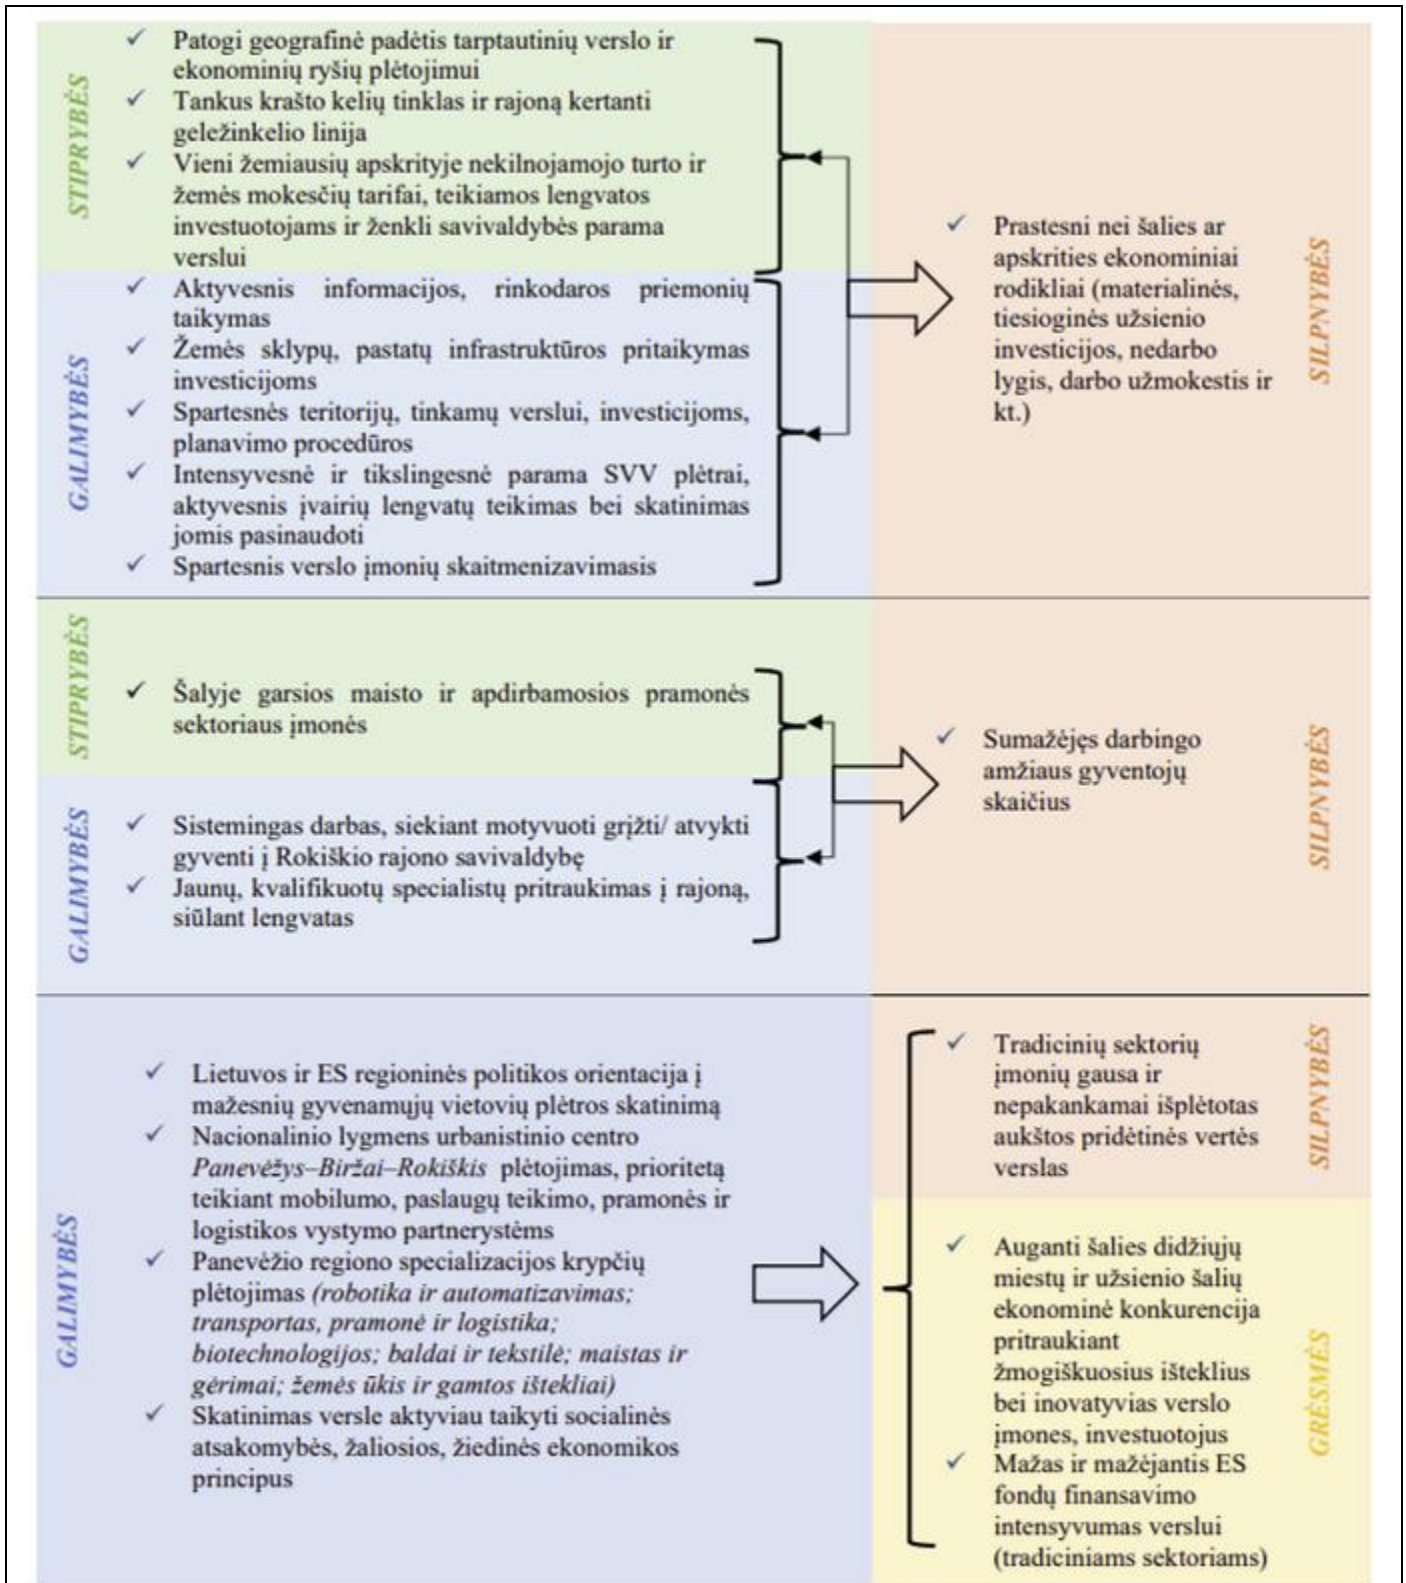 STIPRYBĖS
✓ Patogi geografinė padėtis tarptautinių verslo ir
ekonominių ryšių plėtojimui
✓ Tankus krašto kelių tinklas ir rajoną kertanti
geležinkelio linija
✓ Vieni žemiausių apskrityje nekilnojamojo turto ir
žemės mokesčių tarifai, teikiamos lengvatos
investuotojams ir ženkli savivaldybės parama
verslui
GALIMYBĖS
✓ Aktyvesnis informacijos, rinkodaros priemonių
taikymas
✓ Žemės sklypų, pastatų infrastruktūros pritaikymas
investicijoms
✓ Spartesnės teritorijų, tinkamų verslui, investicijoms,
planavimo procedūros
✓ Intensyvesnė ir tikslingesnė parama SVV plėtrai,
aktyvesnis įvairių lengvatų teikimas bei skatinimas
jomis pasinaudoti
✓ Spartesnis verslo įmonių skaitmenizavimasis
SILPNYBĖS
✓ Prastesni nei šalies ar
apskrities ekonominiai
rodikliai (materialinės,
tiesioginės užsienio
investicijos, nedarbo
lygis, darbo užmokestis ir
kt.)
STIPRYBĖS
✓ Šalyje garsios maisto ir apdirbamosios pramonės
sektoriaus įmonės
GALIMYBĖS
✓ Sistemingas darbas, siekiant motyvuoti grįžti/ atvykti
gyventi į Rokiškio rajono savivaldybę
✓ Jaunų, kvalifikuotų specialistų pritraukimas į rajoną,
siūlant lengvatas
SILPNYBĖS
✓ Sumažėjęs darbingo
amžiaus gyventojų
skaičius
GALIMYBĖS
✓ Lietuvos ir ES regioninės politikos orientacija į
mažesnių gyvenamųjų vietovių plėtros skatinimą
✓ Nacionalinio lygmens urbanistinio centro
Panevėžys–Biržai–Rokiškis plėtojimas, prioritetą
teikiant mobilumo, paslaugų teikimo, pramonės ir
logistikos vystymo partnerystėms
✓ Panevėžio regiono specializacijos krypčių
plėtojimas (robotika ir automatizavimas;
transportas, pramonė ir logistika;
biotechnologijos; baldai ir tekstilė; maistas ir
gėrimai; žemės ūkis ir gamtos ištekliai)
✓ Skatinimas versle aktyviau taikyti socialinės
atsakomybės, žaliosios, žiedinės ekonomikos
principus
SILPNYBĖS
✓ Tradicinių sektorių
įmonių gausa ir
nepakankamai išplėtotas
aukštos pridėtinės vertės
verslas
GRĖSMĖS
✓ Auganti šalies didžiųjų
miestų ir užsienio šalių
ekonominė konkurencija
pritraukiant
žmogiškuosius išteklius
bei inovatyvias verslo
įmones, investuotojus
✓ Mažas ir mažėjantis ES
fondų finansavimo
intensyvumas verslui
(tradiciniams sektoriams)